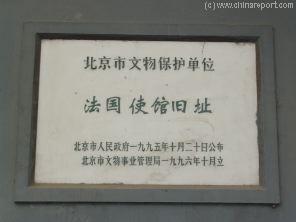 (c) www.chinareport.com
北京市文物保护单位
法国使馆旧址
北京市人民政府一九九五年十月二十日公布
北京市文物事业管理局一九九六年十月立